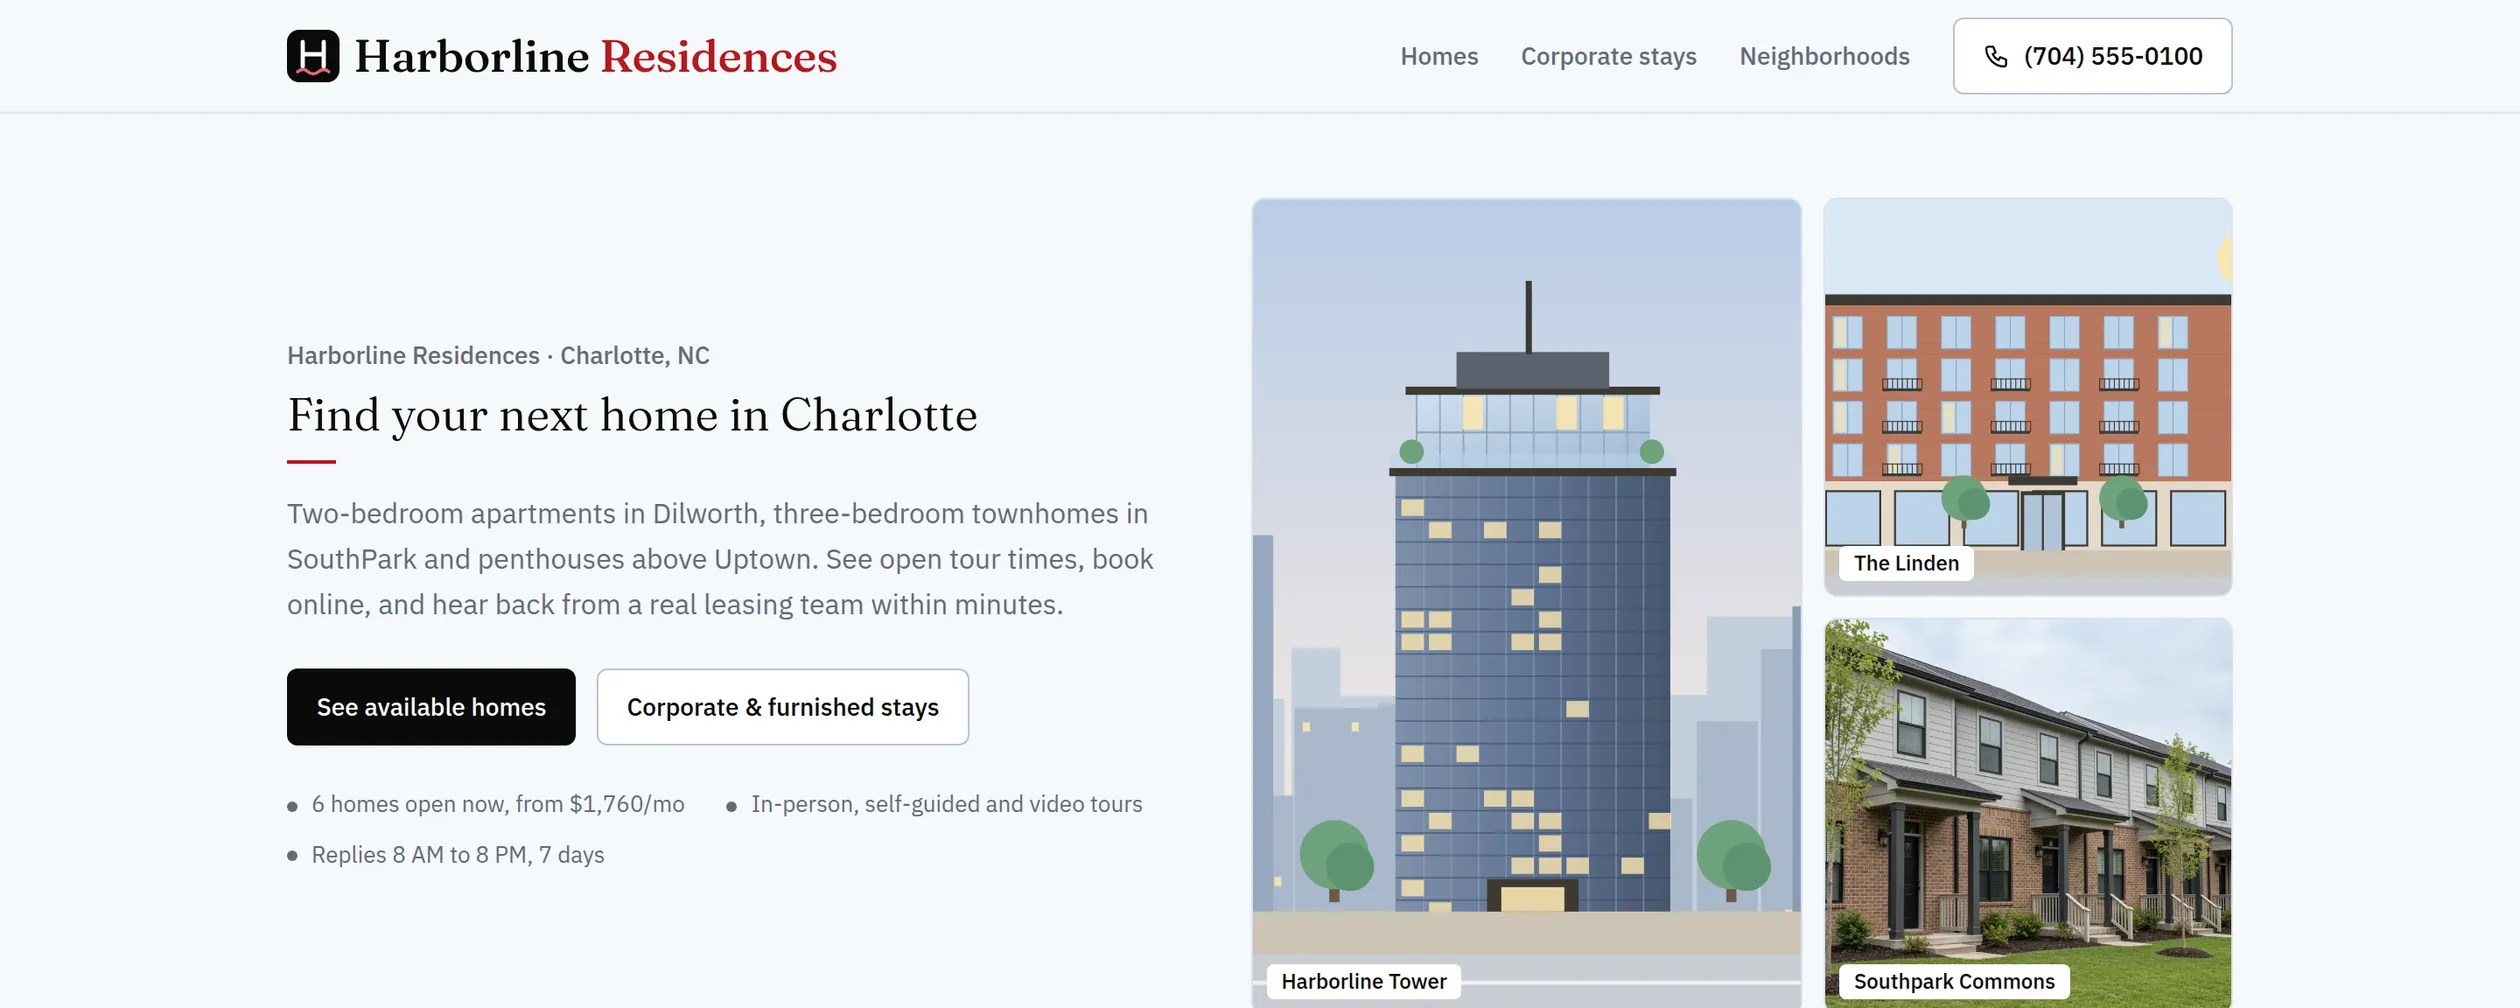 H Harborline Residences
Homes
Corporate stays
Neighborhoods
(704) 555-0100
Harborline Residences · Charlotte, NC
Find your next home in Charlotte
Two-bedroom apartments in Dilworth, three-bedroom townhomes in
SouthPark and penthouses above Uptown. See open tour times, book
online, and hear back from a real leasing team within minutes.
See available homes
Corporate & furnished stays
6 homes open now, from $1,760/mo
In-person, self-guided and video tours
Replies 8 AM to 8 PM, 7 days
Harborline Tower
The Linden
Southpark Commons